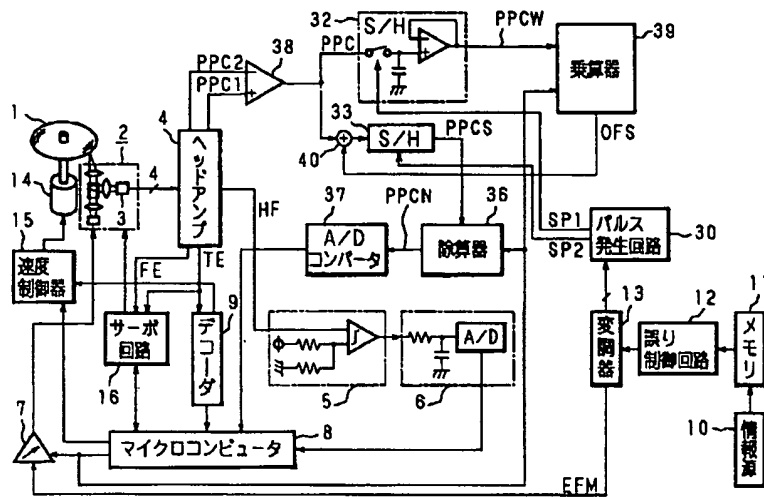 32
S/H
PPC
PPCW
39
乗算器
PPC2
PPC1
38
4
ヘッドアンプ
33
S/H
PPCS
40
OFS
1
2
14
3
4
HF
37
A/D
コンバータ
PPCN
36
除算器
SP1
SP2
パルス
発生回路
30
15
速度
制御器
FE
TE
9
デコーダ
サーボ
回路
16
5
A/D
6
13
変調器
12
誤り
制御回路
11
メモリ
10
情報源
7
マイクロコンピュータ
8
EFM